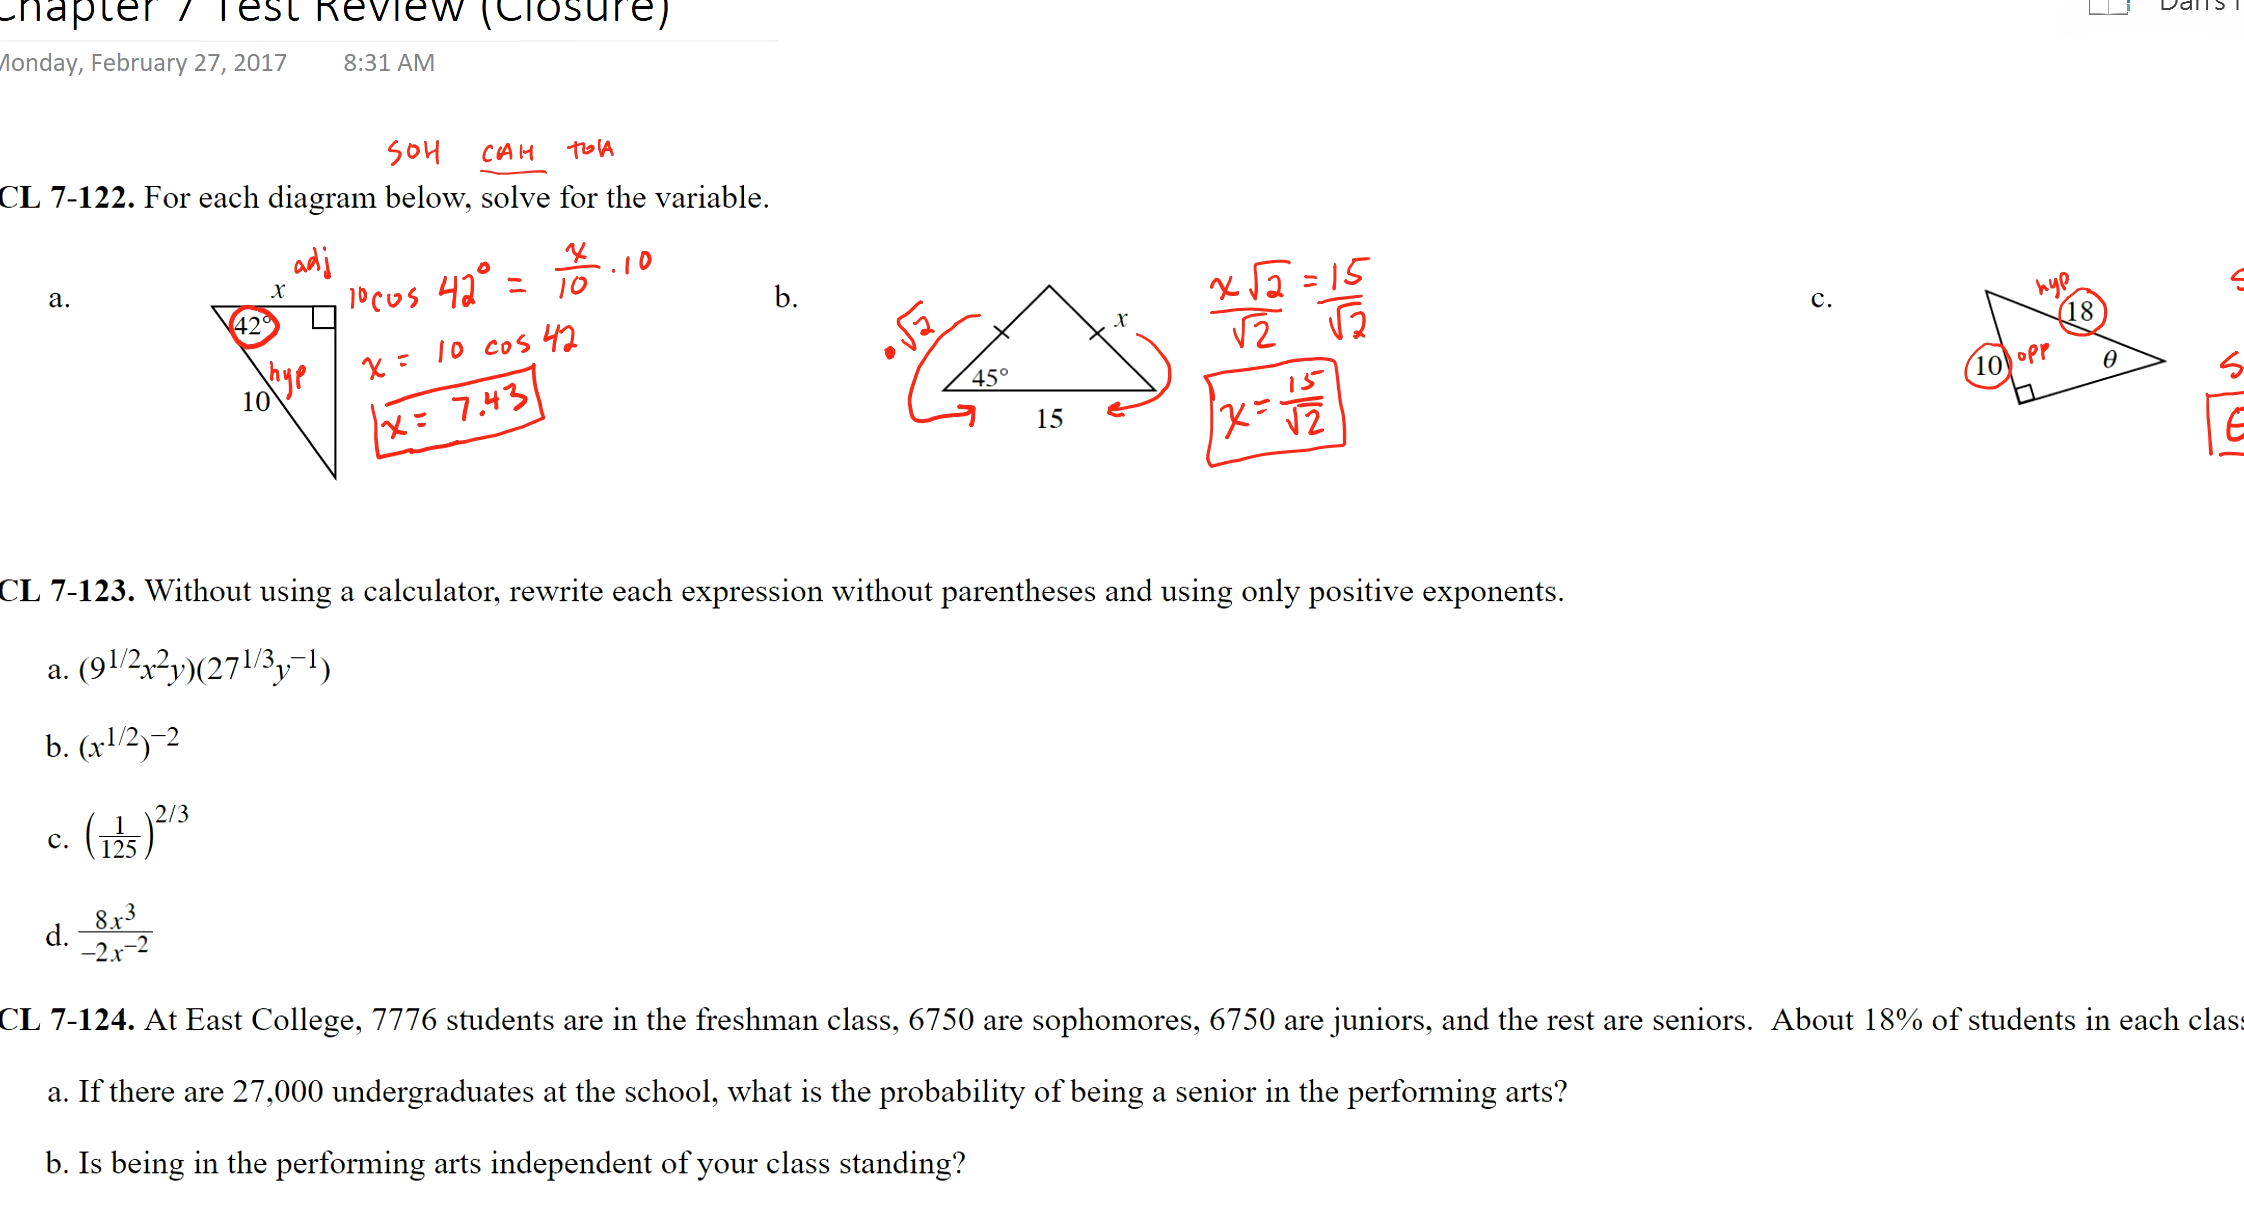 Chapter 7 Test Review (Closure)
Monday, February 27, 2017 8:31 AM
SOH CAH TOA
CL 7-122. For each diagram below, solve for the variable.
a.
x adj
42°
hyp
10
10 cos 42° = x/10 · 10
x = 10 cos 42
x = 7.43
b.
· √2
45°
x
15
x√2/√2 = 15/√2
x = 15/√2
c.
hyp
18
10 opp
θ
CL 7-123. Without using a calculator, rewrite each expression without parentheses and using only positive exponents.
a. (9^1/2x^2y)(27^1/3y^−1)
b. (x^1/2)^−2
c. (1/125)^2/3
d. 8x^3/−2x^−2
CL 7-124. At East College, 7776 students are in the freshman class, 6750 are sophomores, 6750 are juniors, and the rest are seniors. About 18% of students in each class
a. If there are 27,000 undergraduates at the school, what is the probability of being a senior in the performing arts?
b. Is being in the performing arts independent of your class standing?